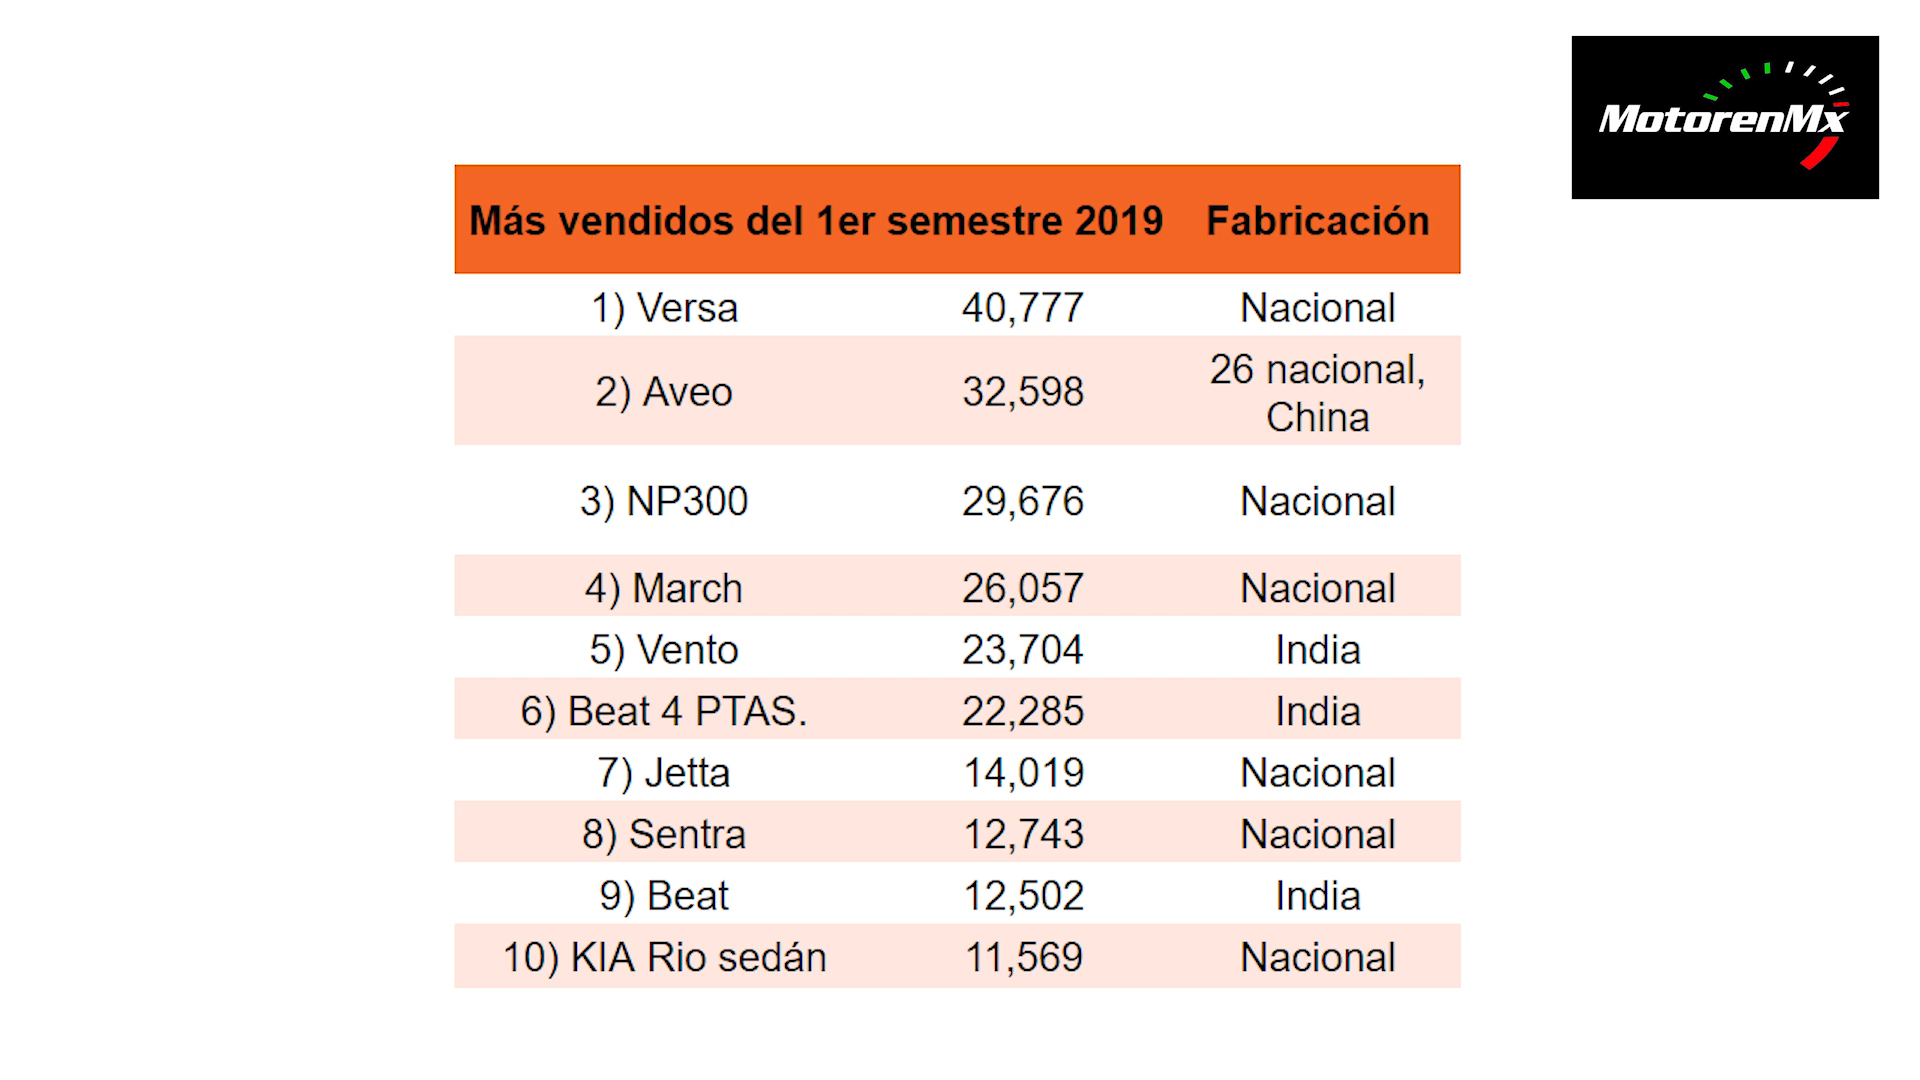 MotorenMx
Más vendidos del 1er semestre 2019 Fabricación
1) Versa 40,777 Nacional
2) Aveo 32,598 26 nacional,
China
3) NP300 29,676 Nacional
4) March 26,057 Nacional
5) Vento 23,704 India
6) Beat 4 PTAS. 22,285 India
7) Jetta 14,019 Nacional
8) Sentra 12,743 Nacional
9) Beat 12,502 India
10) KIA Rio sedán 11,569 Nacional